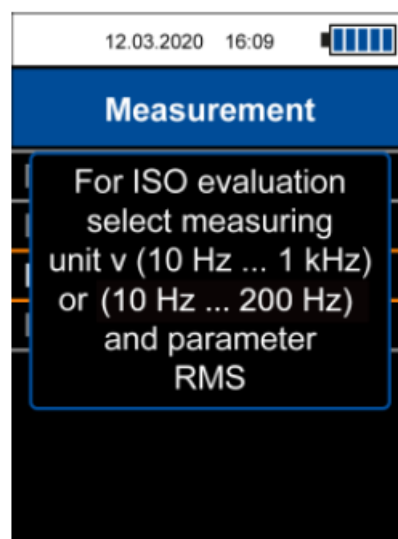 12.03.2020 16:09
Measurement
For ISO evaluation
select measuring
unit v (10 Hz ... 1 kHz)
or (10 Hz ... 200 Hz)
and parameter
RMS